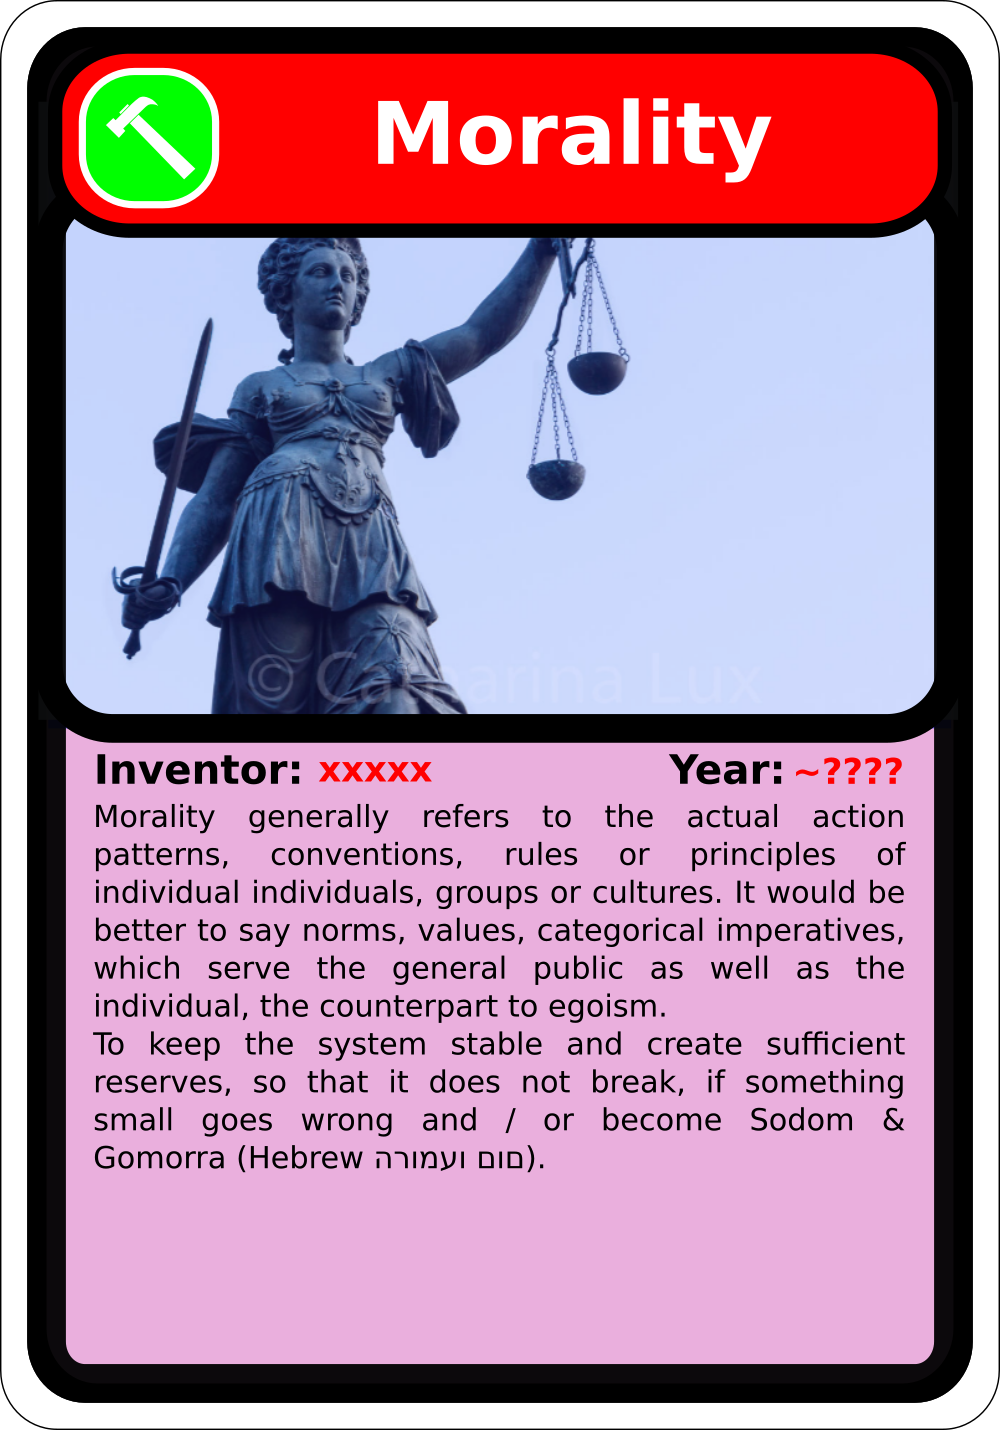 Morality
© Catharina Lux
Inventor: xxxxx Year: ~????
Morality generally refers to the actual action
patterns, conventions, rules or principles of
individual individuals, groups or cultures. It would be
better to say norms, values, categorical imperatives,
which serve the general public as well as the
individual, the counterpart to egoism.
To keep the system stable and create sufficient
reserves, so that it does not break, if something
small goes wrong and / or become Sodom &
Gomorra (Hebrew סדום ועמורה).